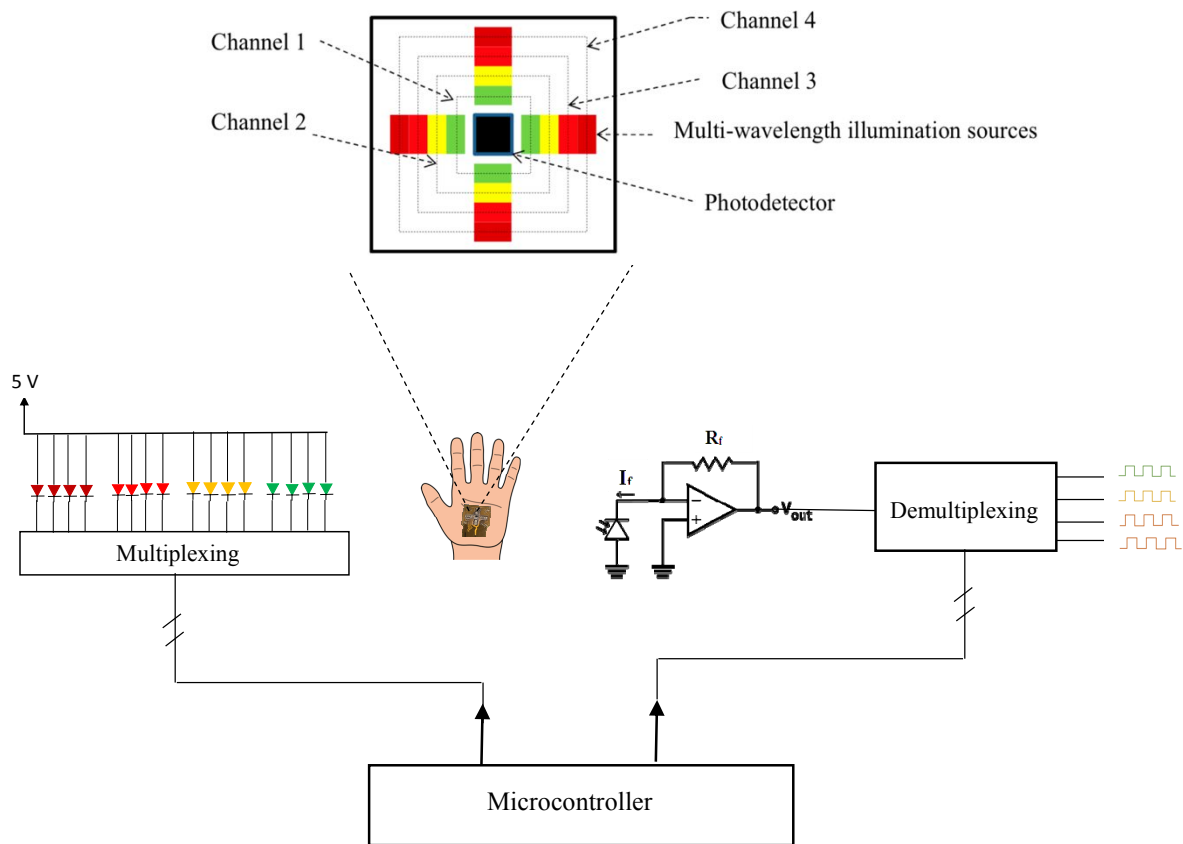 Channel 4
Channel 1
Channel 3
Channel 2
Multi-wavelength illumination sources
Photodetector
5 V
Rf
If
−
+
Vout
Multiplexing
Demultiplexing
Microcontroller